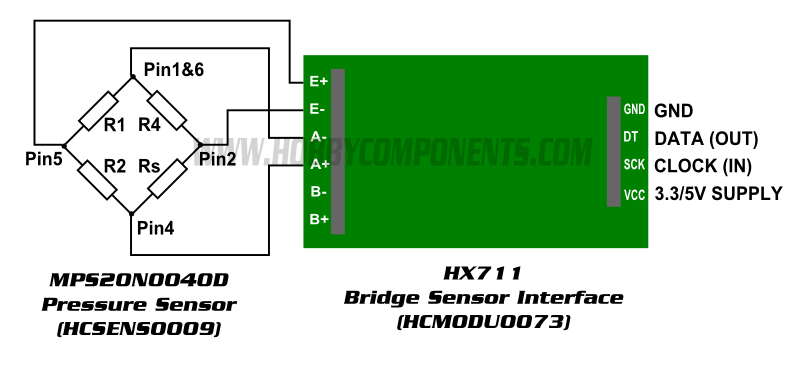 Pin1&6
R1
R4
Pin5
Pin2
R2
Rs
Pin4
E+
E-
A-
A+
B-
B+
WWW.HOBBYCOMPONENTS.COM
GND GND
DT DATA (OUT)
SCK CLOCK (IN)
VCC 3.3/5V SUPPLY
MPS20N0040D
Pressure Sensor
(HCSENS0009)
HX711
Bridge Sensor Interface
(HCMODU0073)